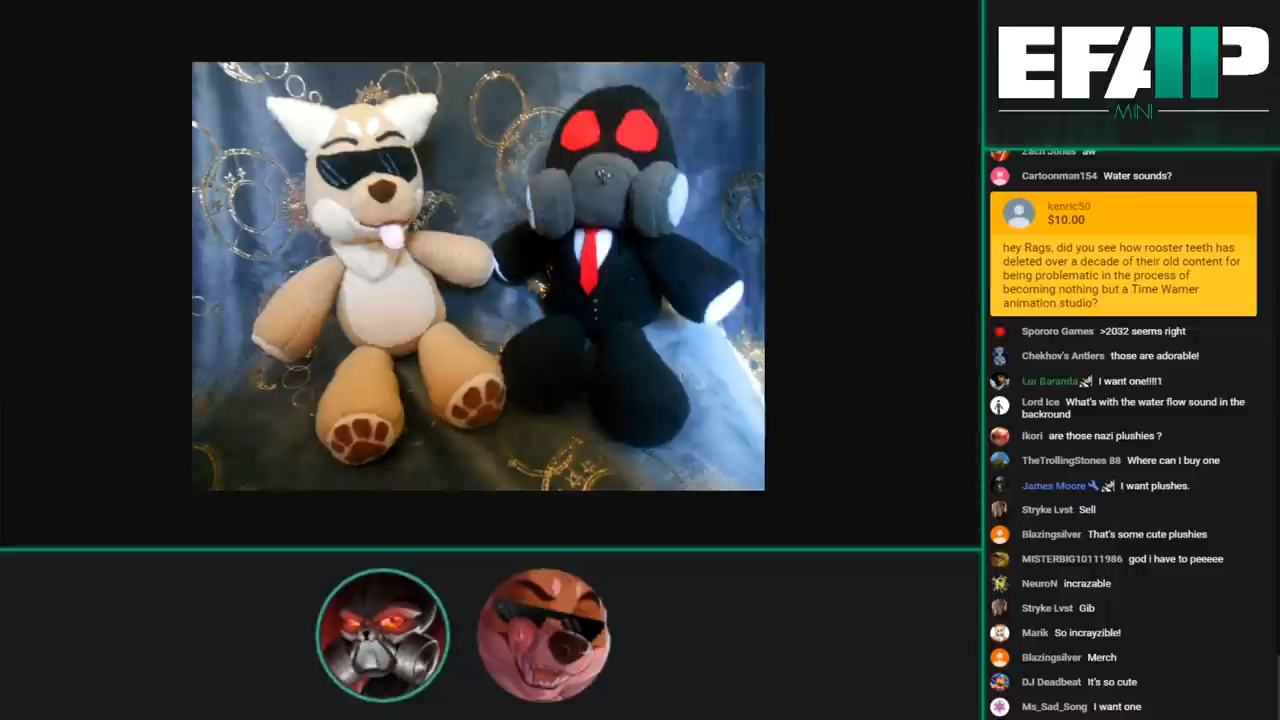 EFAP
MINI
Zach Jones aw
Cartoonman154 Water sounds?
kenric50
$10.00
hey Rags, did you see how rooster teeth has
deleted over a decade of their old content for
being problematic in the process of
becoming nothing but a Time Warner
animation studio?
Spororo Games >2032 seems right
Chekhov's Antlers those are adorable!
Lur Baranda I want one!!!!1
Lord Ice What's with the water flow sound in the
backround
Ikori are those nazi plushies ?
TheTrollingStones 88 Where can I buy one
James Moore I want plushes.
Stryke Lvst Sell
Blazingsilver That's some cute plushies
MISTERBIG10111986 god i have to peeeee
NeuroN incrazable
Stryke Lvst Gib
Marik So incrayzible!
Blazingsilver Merch
DJ Deadbeat It's so cute
Ms_Sad_Song I want one